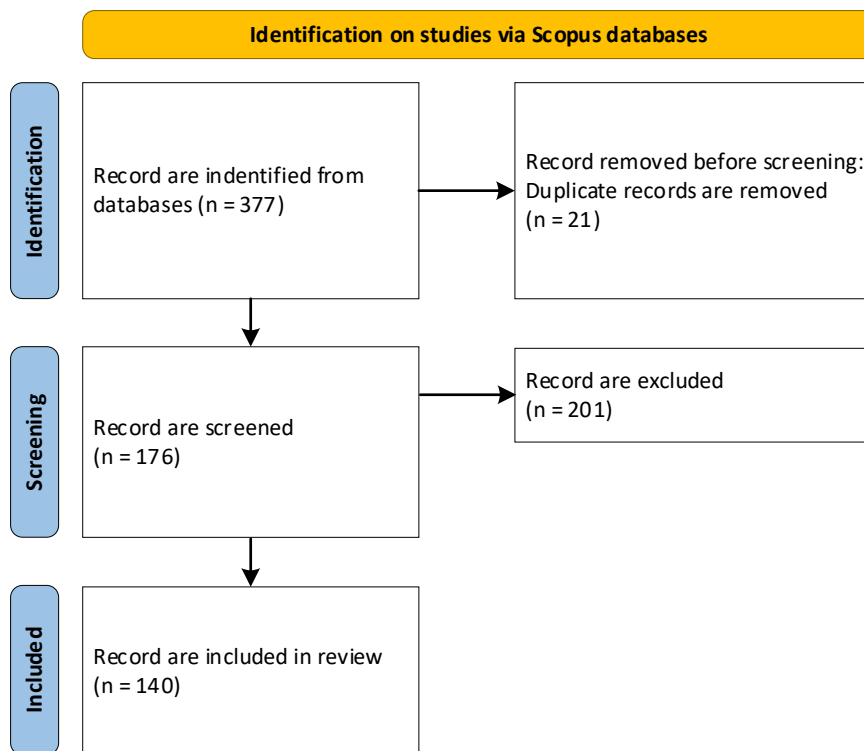 Identification on studies via Scopus databases
Identification
Record are indentified from
databases (n = 377)
Record removed before screening:
Duplicate records are removed
(n = 21)
Screening
Record are screened
(n = 176)
Record are excluded
(n = 201)
Included
Record are included in review
(n = 140)